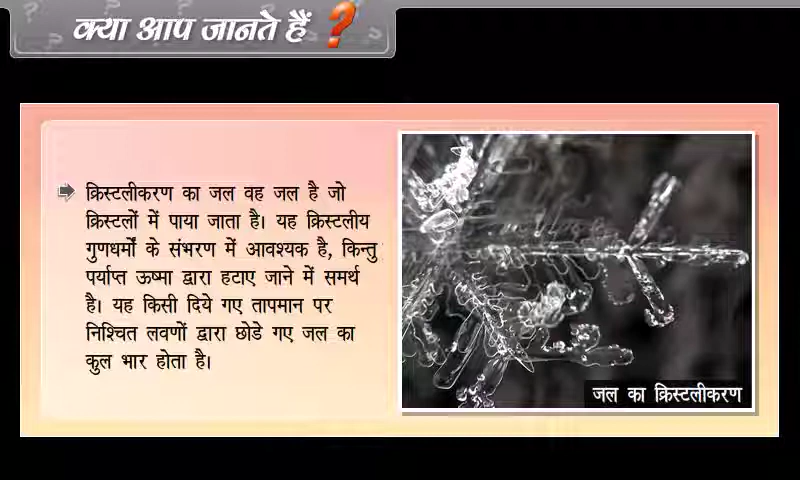 क्या आप जानते हैं ?
क्रिस्टलीकरण का जल वह जल है जो
क्रिस्टलों में पाया जाता है। यह क्रिस्टलीय
गुणधर्मों के संभरण में आवश्यक है, किन्तु
पर्याप्त ऊष्मा द्वारा हटाए जाने में समर्थ
है। यह किसी दिये गए तापमान पर
निश्चित लवणों द्वारा छोडे गए जल का
कुल भार होता है।
जल का क्रिस्टलीकरण